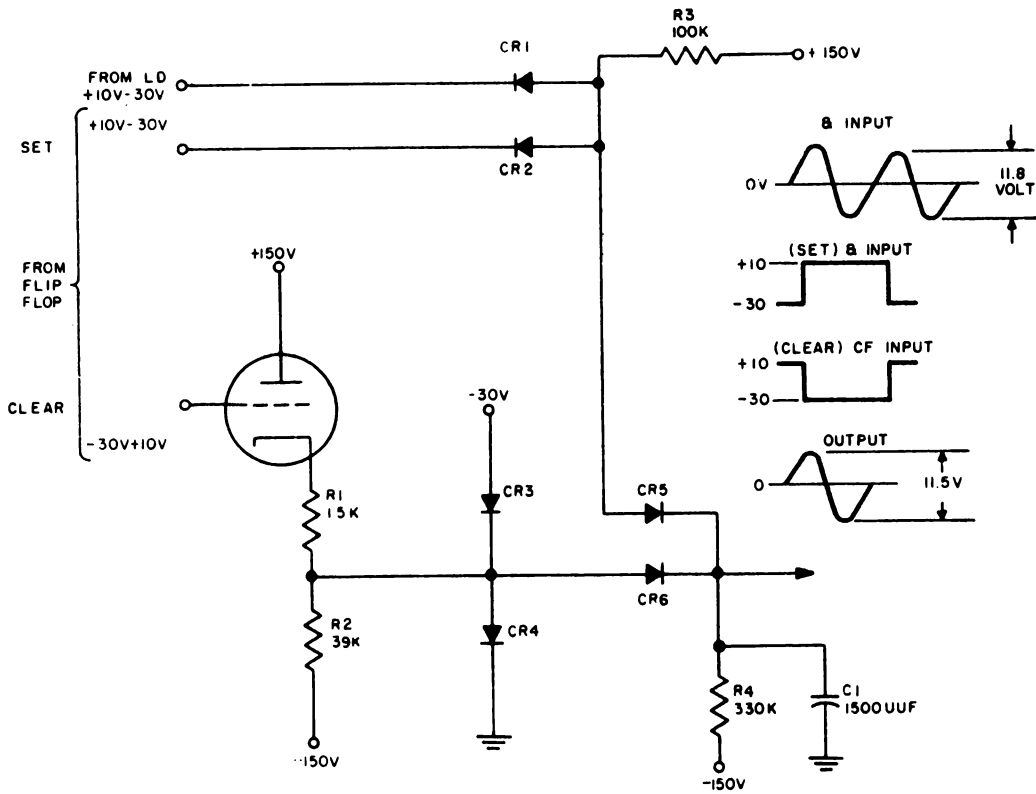 R3
100K
+ 150V
CR1
FROM LD
+10V-30V
+10V-30V
SET
CR2
& INPUT
0V
11.8
VOLT
(SET) & INPUT
+10
-30
+150V
FROM
FLIP
FLOP
(CLEAR) CF INPUT
+10
-30
CLEAR
-30V+10V
-30V
OUTPUT
0
11.5V
R1
1.5K
CR3
CR5
CR6
R2
39K
CR4
R4
330K
C1
1500UUF
-150V
-150V